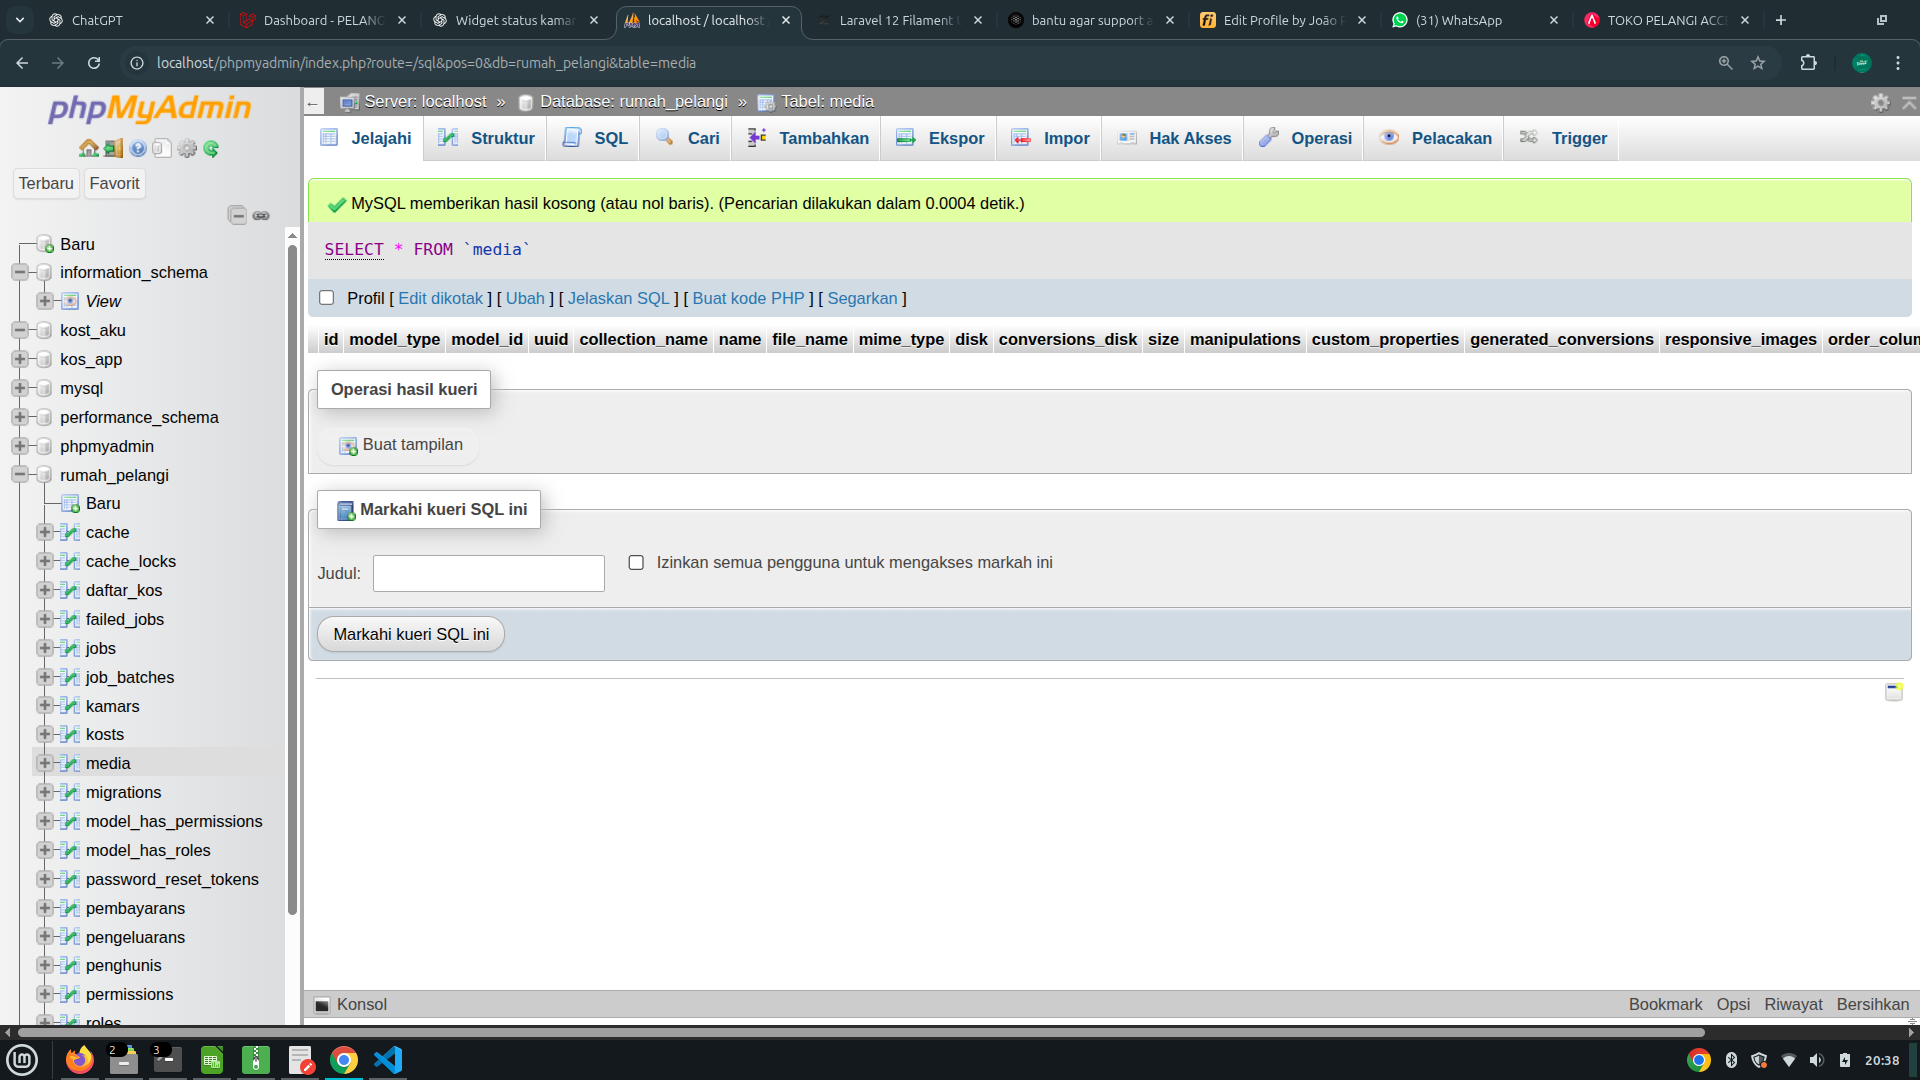 ChatGPT
Dashboard - PELANG
Widget status kamar
localhost / localhost
Laravel 12 Filament
bantu agar support a
Edit Profile by João
(31) WhatsApp
TOKO PELANGI ACCE
localhost/phpmyadmin/index.php?route=/sql&pos=0&db=rumah_pelangi&table=media
phpMyAdmin
Terbaru Favorit
Baru
information_schema
View
kost_aku
kos_app
mysql
performance_schema
phpmyadmin
rumah_pelangi
Baru
cache
cache_locks
daftar_kos
failed_jobs
jobs
job_batches
kamars
kosts
media
migrations
model_has_permissions
model_has_roles
password_reset_tokens
pembayarans
pengeluarans
penghunis
permissions
roles
Server: localhost » Database: rumah_pelangi » Tabel: media
Jelajahi Struktur SQL Cari Tambahkan Ekspor Impor Hak Akses Operasi Pelacakan Trigger
MySQL memberikan hasil kosong (atau nol baris). (Pencarian dilakukan dalam 0.0004 detik.)
SELECT * FROM `media`
Profil [ Edit dikotak ] [ Ubah ] [ Jelaskan SQL ] [ Buat kode PHP ] [ Segarkan ]
id model_type model_id uuid collection_name name file_name mime_type disk conversions_disk size manipulations custom_properties generated_conversions responsive_images order_colum
Operasi hasil kueri
Buat tampilan
Markahi kueri SQL ini
Judul:
Izinkan semua pengguna untuk mengakses markah ini
Markahi kueri SQL ini
Konsol
Bookmark Opsi Riwayat Bersihkan
2
3
20:38